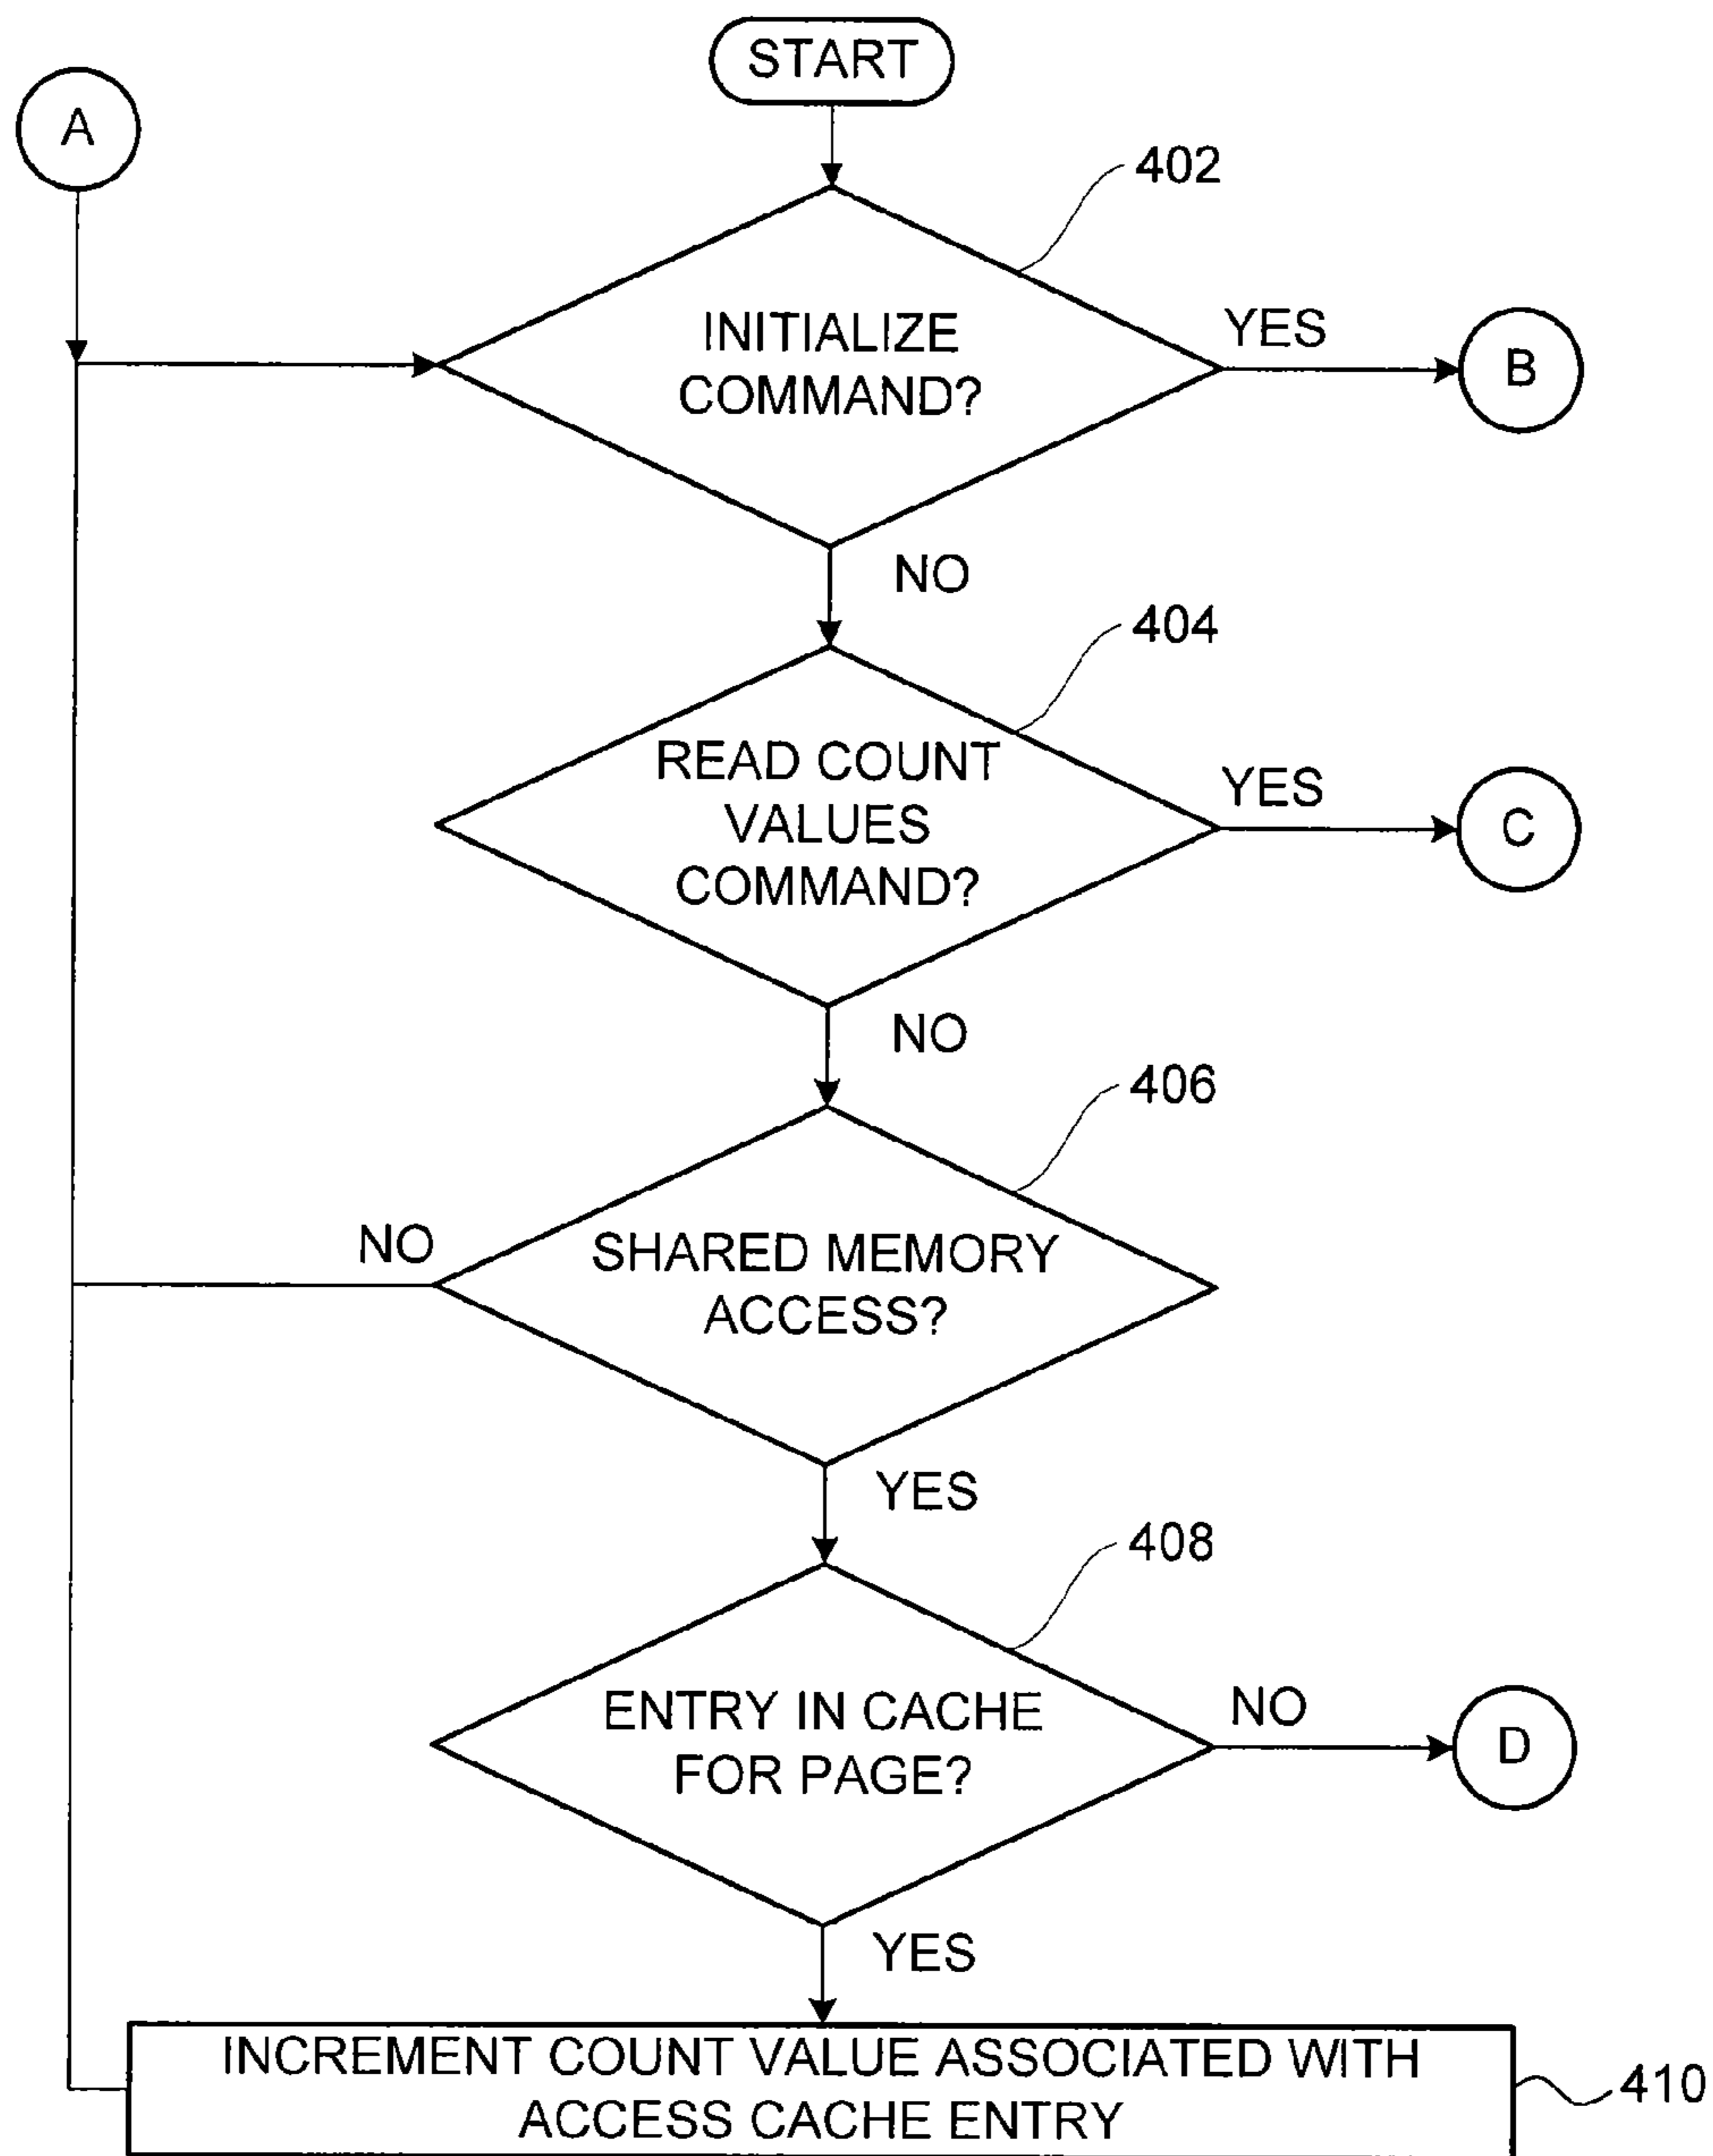 START
A
402
INITIALIZE
COMMAND?
YES
B
NO
404
READ COUNT
VALUES
COMMAND?
YES
C
NO
406
NO
SHARED MEMORY
ACCESS?
YES
408
ENTRY IN CACHE
FOR PAGE?
NO
D
YES
INCREMENT COUNT VALUE ASSOCIATED WITH
ACCESS CACHE ENTRY
410